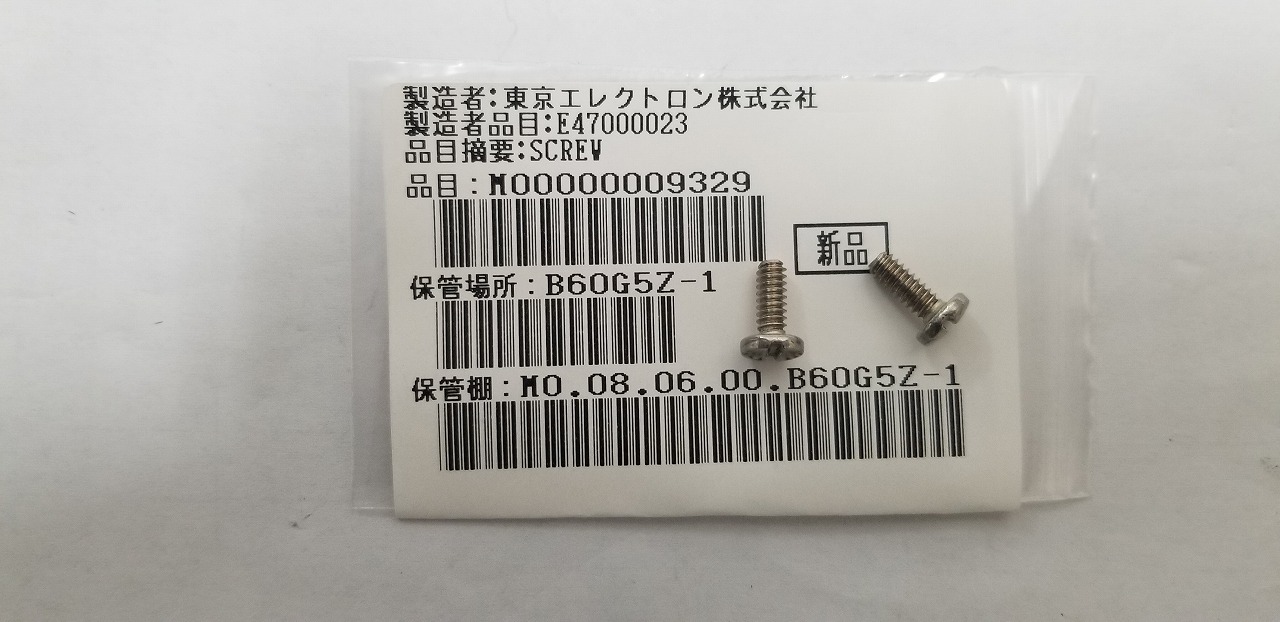 製造者:東京エレクトロン株式会社
製造者品目:E47000023
品目摘要:SCREW
品目:M00000009329
新品
保管場所:B60G5Z-1
保管棚:M0.08.06.00.B60G5Z-1